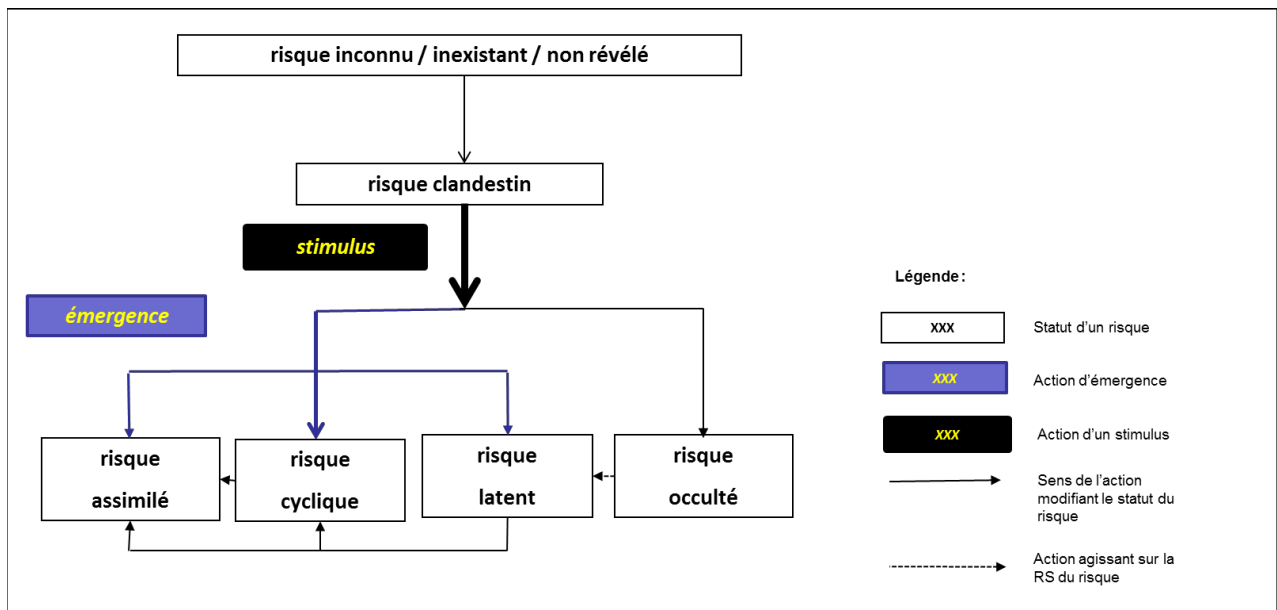 risque inconnu / inexistant / non révélé
risque clandestin
stimulus
émergence
risque
assimilé
risque
cyclique
risque
latent
risque
occulté
Légende :
xxx
Statut d’un risque
xxx
Action d’émergence
xxx
Action d’un stimulus
Sens de l’action
modifiant le statut du
risque
Action agissant sur la
RS du risque